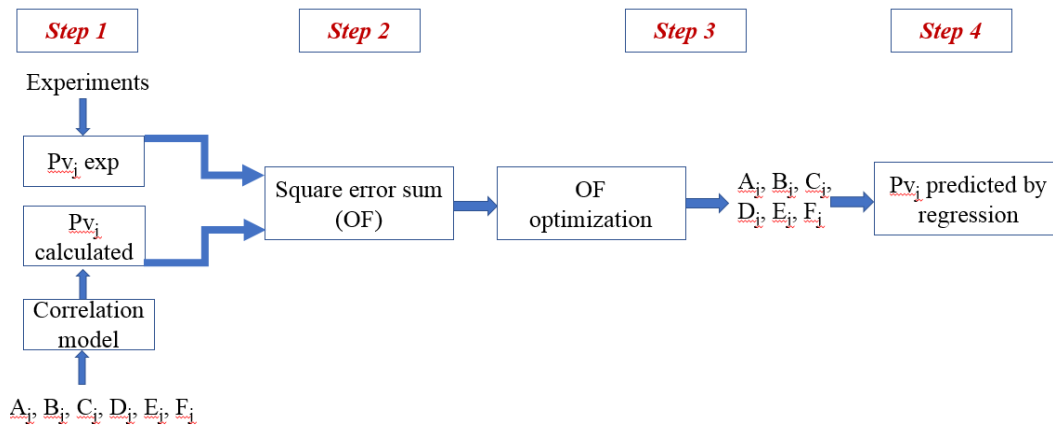 Step 1
Step 2
Step 3
Step 4
Experiments
Pvj exp
Pvj
calculated
Correlation
model
Aj, Bj, Cj, Dj, Ej, Fj
Square error sum
(OF)
OF
optimization
Aj, Bj, Cj,
Dj, Ej, Fj
Pvj predicted by
regression